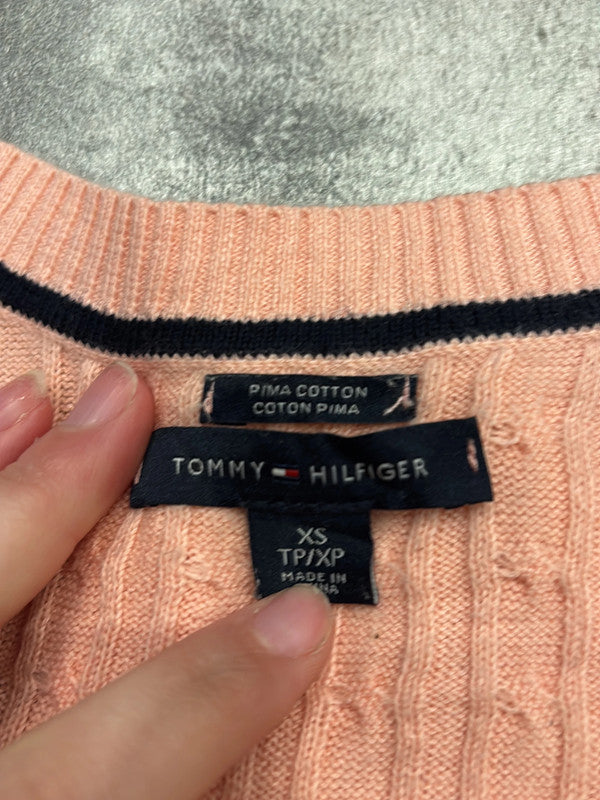 PIMA COTTON
COTON PIMA
TOMMY HILFIGER
XS
TP/XP
MADE IN